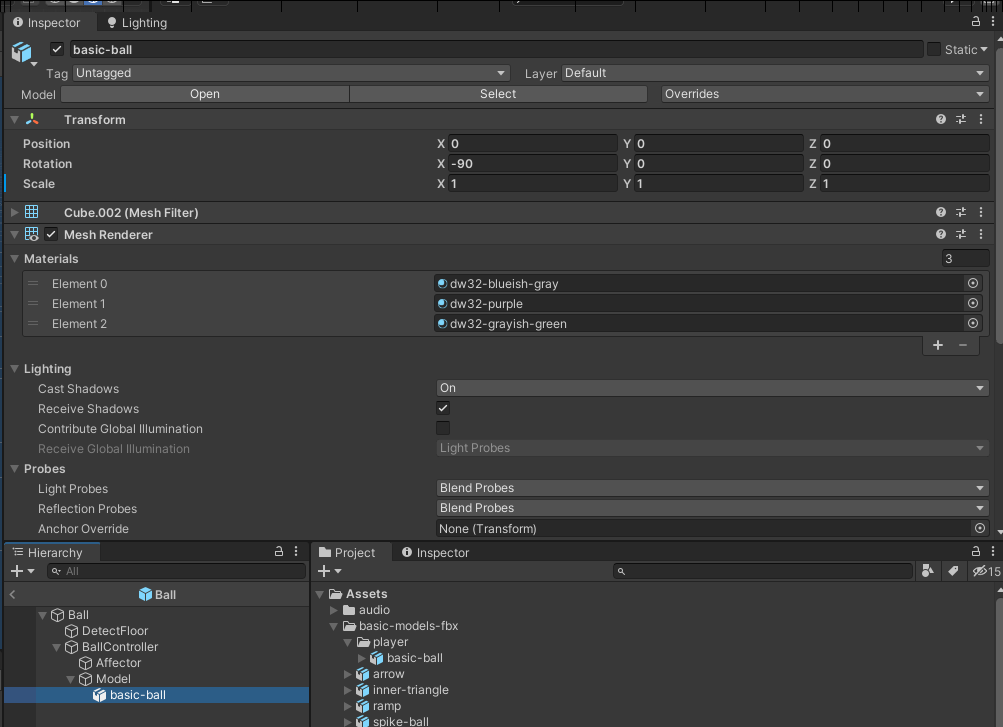 Inspector Lighting
basic-ball Static
Tag Untagged Layer Default
Model Open Select Overrides
Transform
Position X 0 Y 0 Z 0
Rotation X -90 Y 0 Z 0
Scale X 1 Y 1 Z 1
Cube.002 (Mesh Filter)
Mesh Renderer
Materials 3
Element 0 dw32-blueish-gray
Element 1 dw32-purple
Element 2 dw32-grayish-green
+ −
Lighting
Cast Shadows On
Receive Shadows
Contribute Global Illumination
Receive Global Illumination Light Probes
Probes
Light Probes Blend Probes
Reflection Probes Blend Probes
Anchor Override None (Transform)
Hierarchy
+ All
Ball
Ball
DetectFloor
BallController
Affector
Model
basic-ball
Project Inspector
+ 15
Assets
audio
basic-models-fbx
player
basic-ball
arrow
inner-triangle
ramp
spike-ball